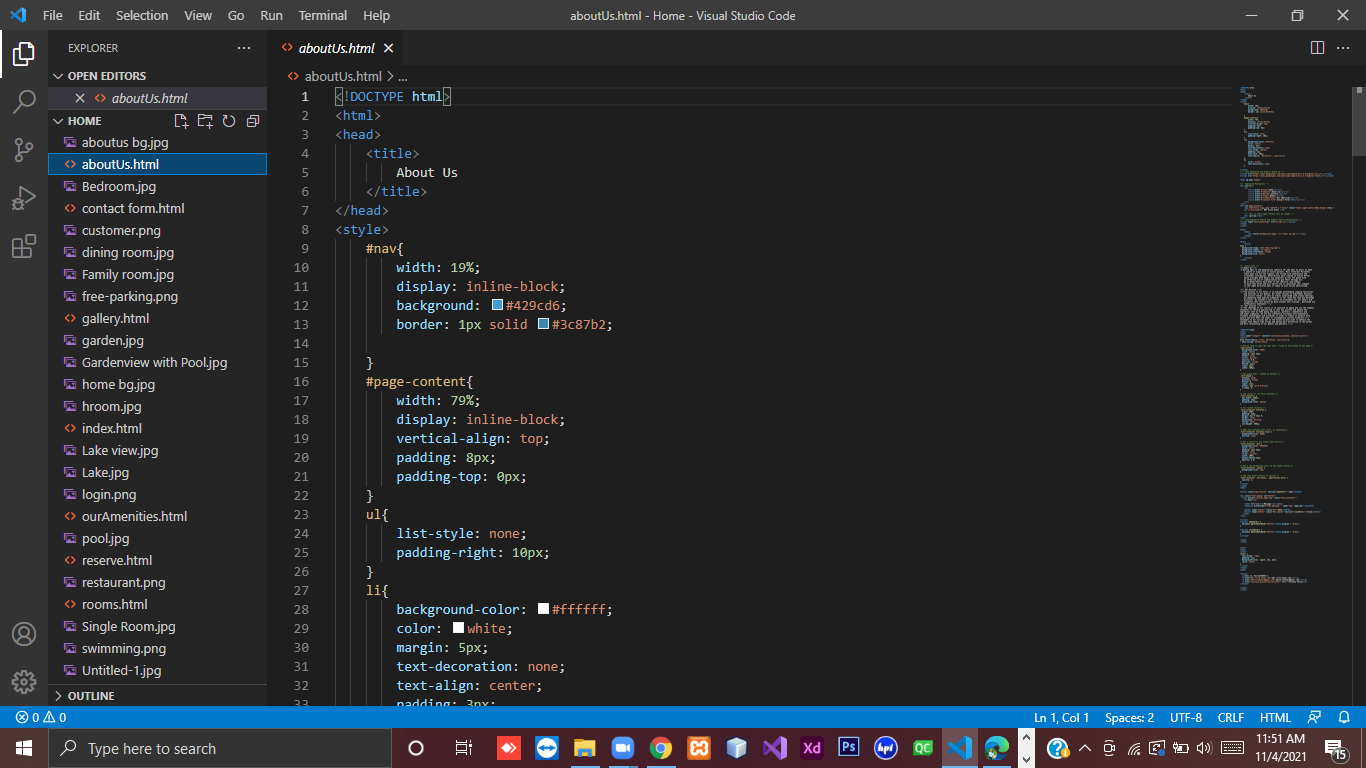 File Edit Selection View Go Run Terminal Help
aboutUs.html - Home - Visual Studio Code
EXPLORER
OPEN EDITORS
aboutUs.html
HOME
aboutus bg.jpg
aboutUs.html
Bedroom.jpg
contact form.html
customer.png
dining room.jpg
Family room.jpg
free-parking.png
gallery.html
garden.jpg
Gardenview with Pool.jpg
home bg.jpg
hroom.jpg
index.html
Lake view.jpg
Lake.jpg
login.png
ourAmenities.html
pool.jpg
reserve.html
restaurant.png
rooms.html
Single Room.jpg
swimming.png
Untitled-1.jpg
OUTLINE
aboutUs.html
aboutUs.html > ...
1 <!DOCTYPE html>
2 <html>
3 <head>
4 <title>
5 About Us
6 </title>
7 </head>
8 <style>
9 #nav{
10 width: 19%;
11 display: inline-block;
12 background: #429cd6;
13 border: 1px solid #3c87b2;
14
15 }
16 #page-content{
17 width: 79%;
18 display: inline-block;
19 vertical-align: top;
20 padding: 8px;
21 padding-top: 0px;
22 }
23 ul{
24 list-style: none;
25 padding-right: 10px;
26 }
27 li{
28 background-color: #ffffff;
29 color: white;
30 margin: 5px;
31 text-decoration: none;
32 text-align: center;
33 padding: 3px;
0 0
Ln 1, Col 1 Spaces: 2 UTF-8 CRLF HTML
Type here to search
Xd
Ps
hpf
QC
11:51 AM
11/4/2021
15